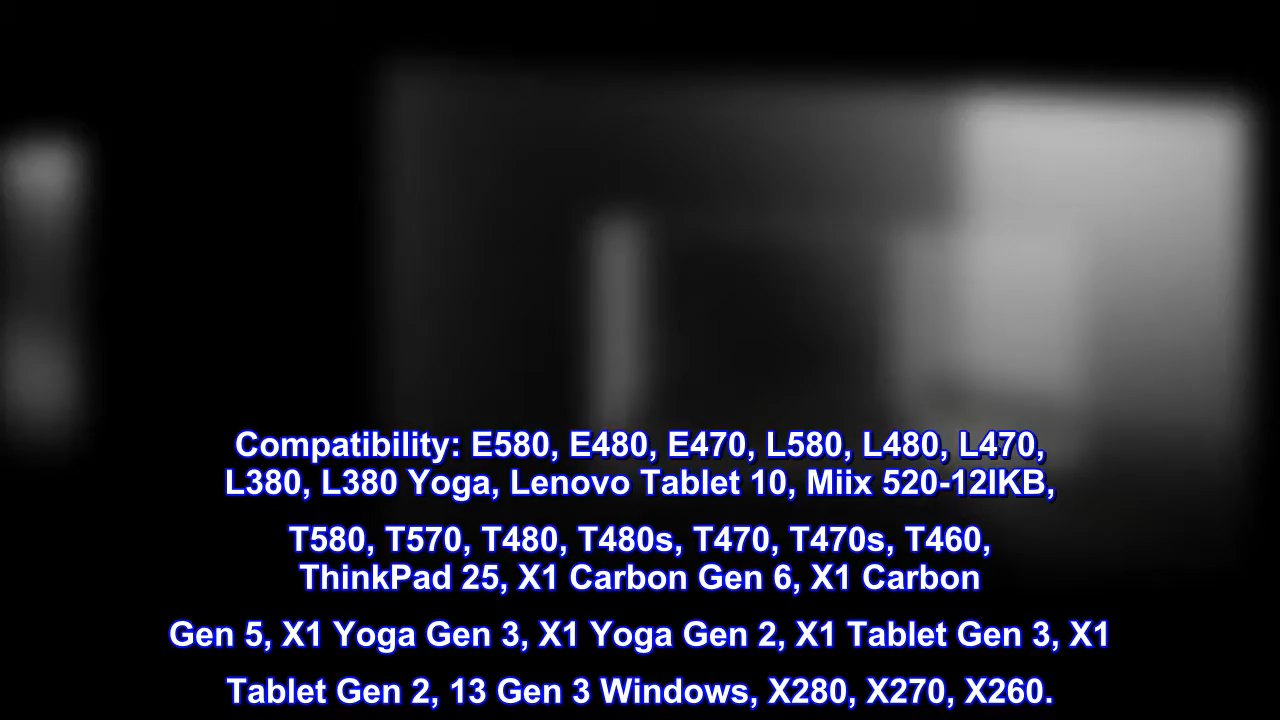 Compatibility: E580, E480, E470, L580, L480, L470,
L380, L380 Yoga, Lenovo Tablet 10, Miix 520-12IKB,
T580, T570, T480, T480s, T470, T470s, T460,
ThinkPad 25, X1 Carbon Gen 6, X1 Carbon
Gen 5, X1 Yoga Gen 3, X1 Yoga Gen 2, X1 Tablet Gen 3, X1
Tablet Gen 2, 13 Gen 3 Windows, X280, X270, X260.